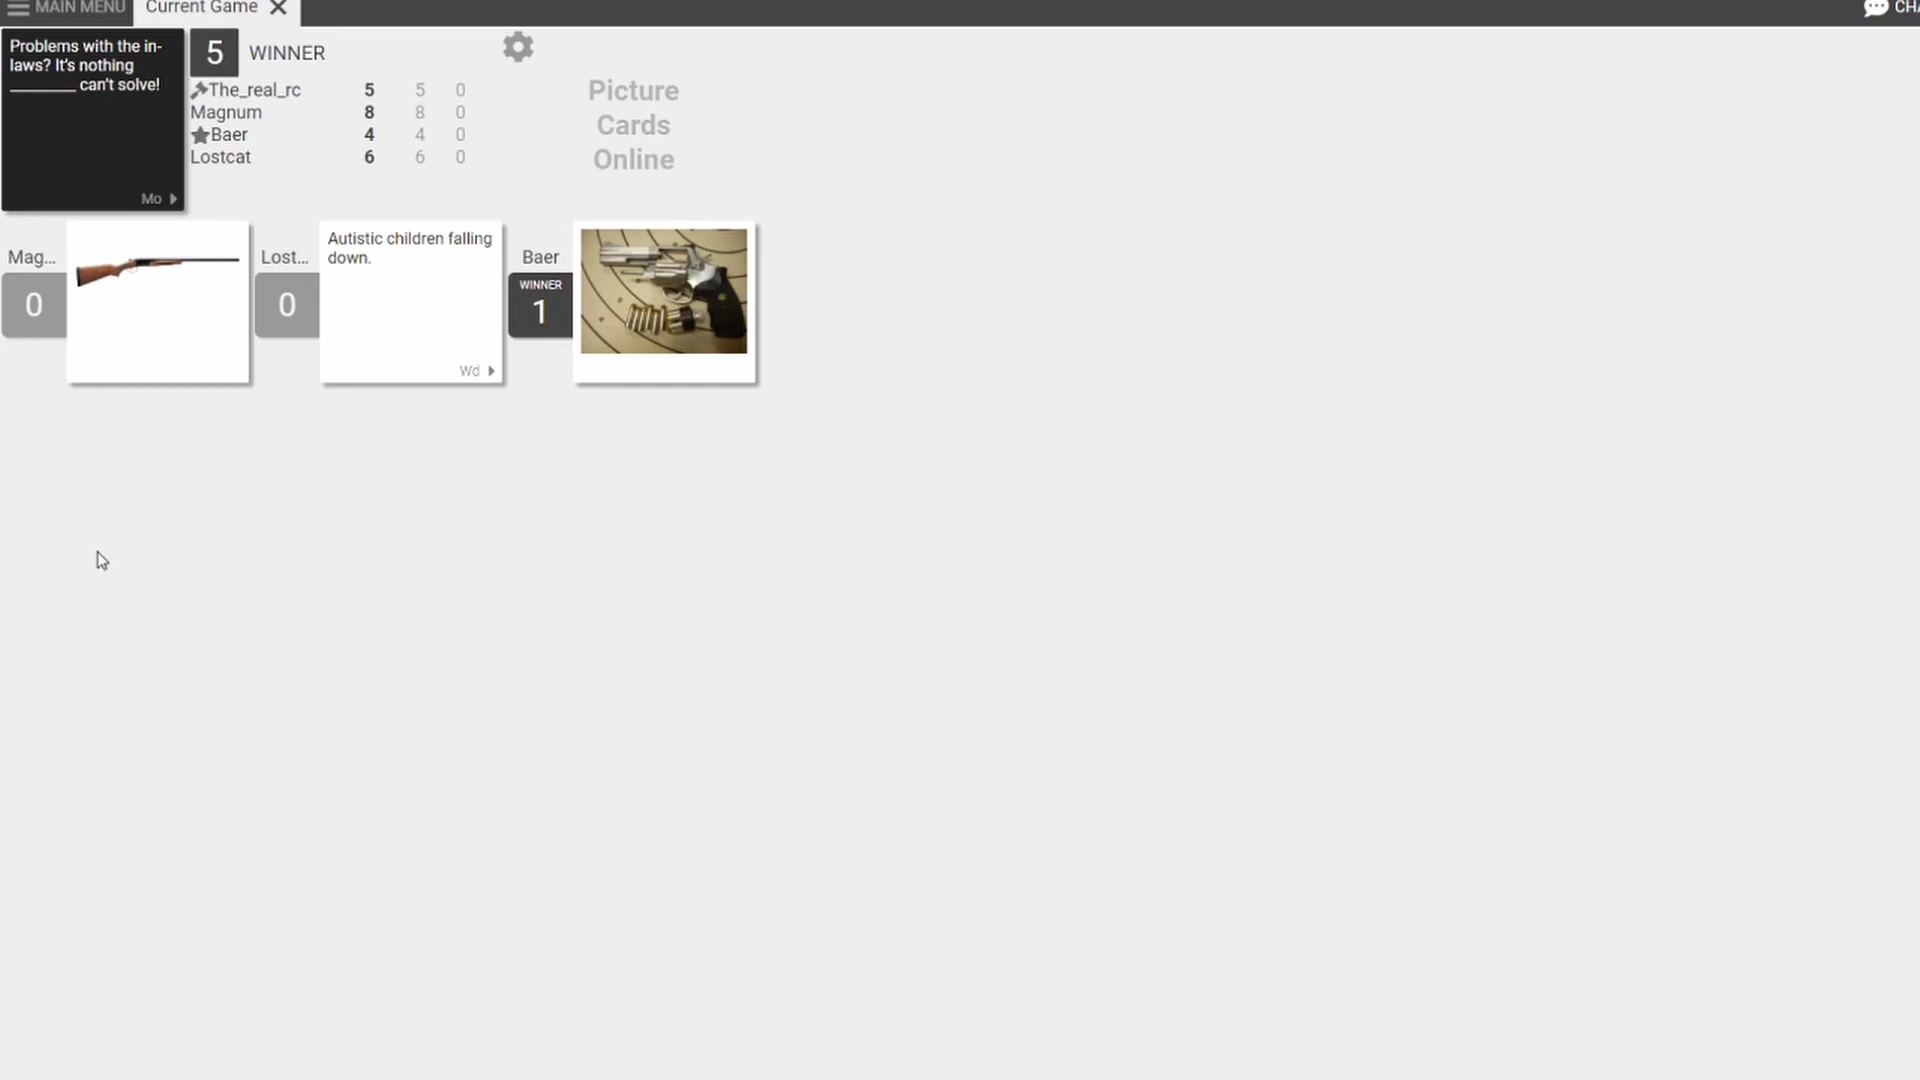 MAIN MENU
Current Game
Problems with the in-
laws? It's nothing
_______ can't solve!
Mo
5
WINNER
The_real_rc 5 5 0
Magnum 8 8 0
Baer 4 4 0
Lostcat 6 6 0
Picture
Cards
Online
Mag...
0
Lost...
0
Autistic children falling
down.
Wd
Baer
WINNER
1